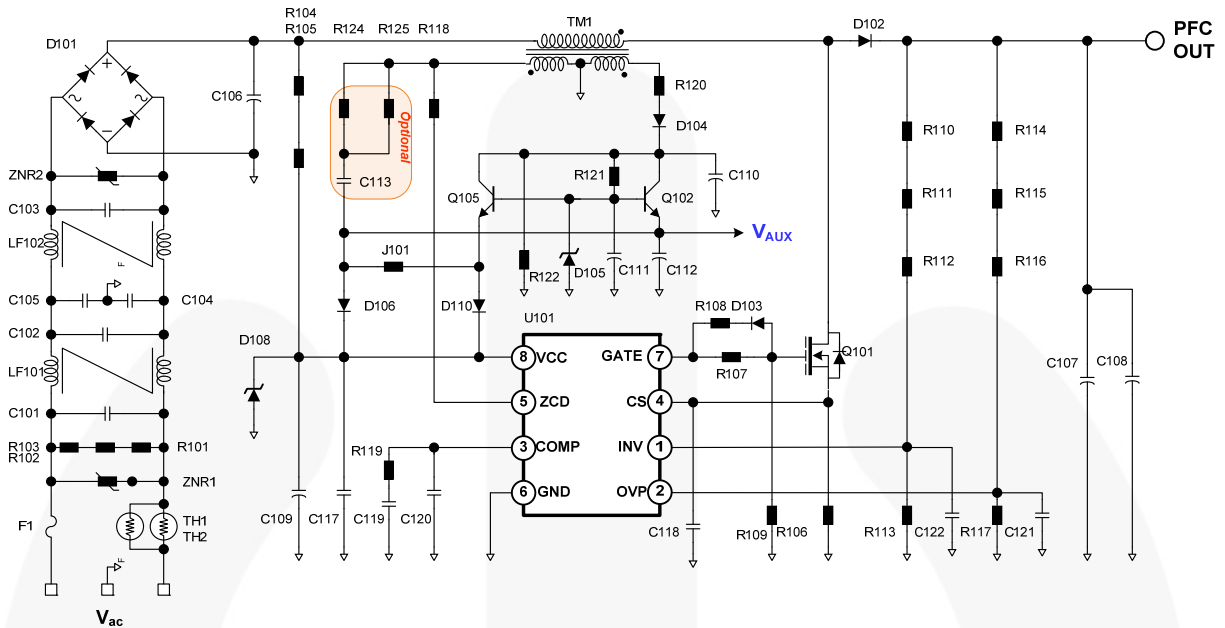 R104
R105
R124
R125
R118
TM1
D102
PFC
OUT
D101
C106
R120
D104
R110
R114
Optional
C113
R121
Q105
Q102
C110
R111
R115
ZNR2
C103
LF102
VAUX
J101
R122
D105
C111
C112
R112
R116
F
C105
C104
C102
D106
D110
U101
R108
D103
D108
8
VCC
GATE
7
R107
Q101
LF101
C107
C108
5
ZCD
CS
4
C101
R103
R102
R101
R119
3
COMP
INV
1
ZNR1
6
GND
OVP
2
F1
TH1
TH2
C109
C117
C119
C120
C118
R109
R106
R113
C122
R117
C121
F
Vac